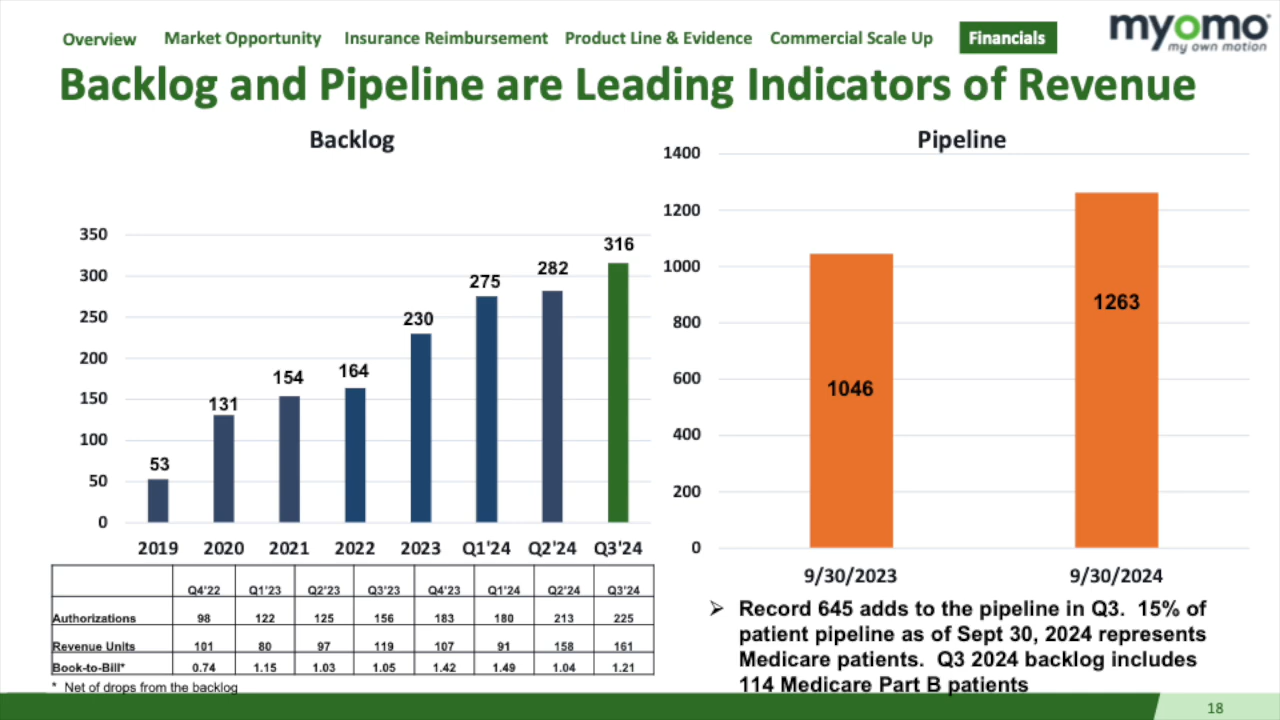 Overview Market Opportunity Insurance Reimbursement Product Line & Evidence Commercial Scale Up Financials
myomo
my own motion
Backlog and Pipeline are Leading Indicators of Revenue
Backlog
350
300
250
200
150
100
50
0
53
131
154
164
230
275
282
316
2019 2020 2021 2022 2023 Q1'24 Q2'24 Q3'24
Q4'22 Q1'23 Q2'23 Q3'23 Q4'23 Q1'24 Q2'24 Q3'24
Authorizations 98 122 125 156 183 180 213 225
Revenue Units 101 80 97 119 107 91 158 161
Book-to-Bill* 0.74 1.15 1.03 1.05 1.42 1.49 1.04 1.21
* Net of drops from the backlog
Pipeline
1400
1200
1000
800
600
400
200
0
1046
1263
9/30/2023 9/30/2024
➢ Record 645 adds to the pipeline in Q3. 15% of
patient pipeline as of Sept 30, 2024 represents
Medicare patients. Q3 2024 backlog includes
114 Medicare Part B patients
18